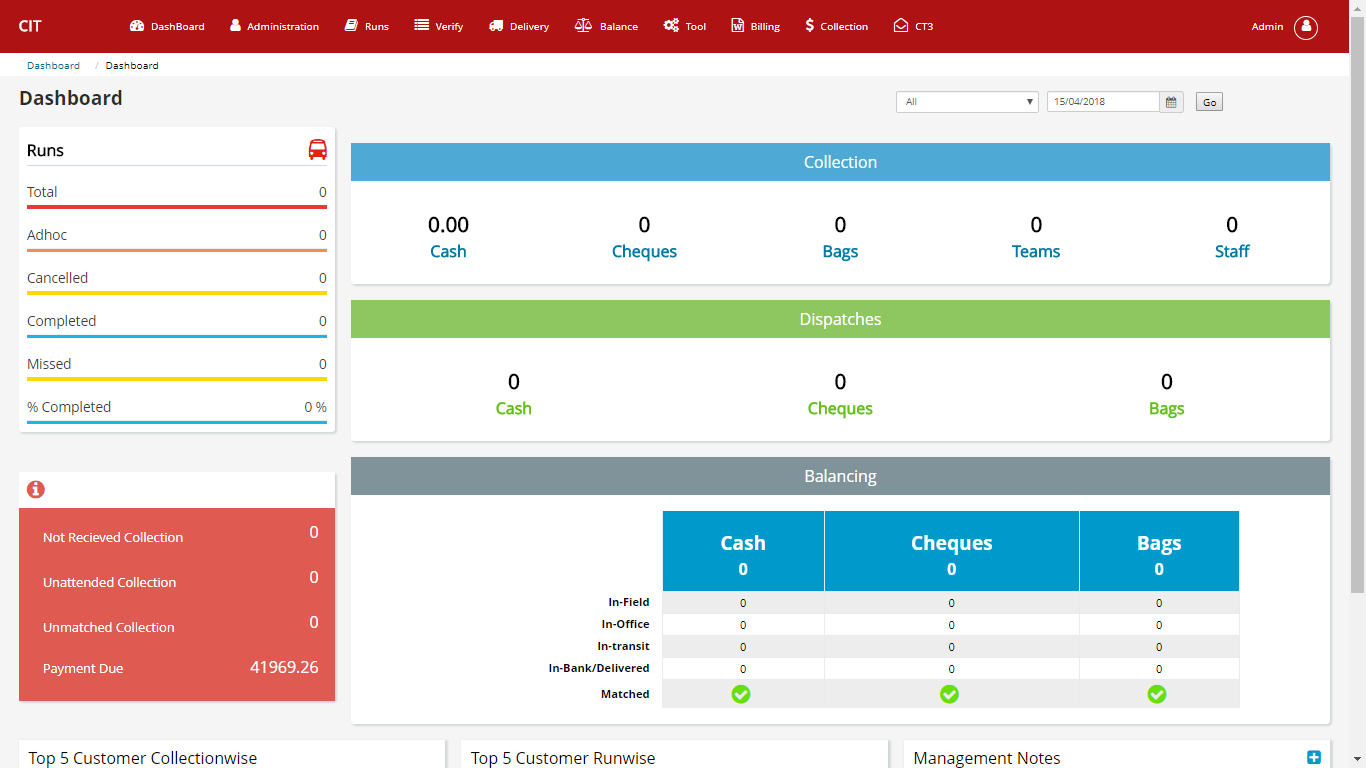 CIT DashBoard Administration Runs Verify Delivery Balance Tool Billing Collection CT3 Admin
Dashboard / Dashboard
Dashboard
All 15/04/2018 Go
Runs
Total 0
Adhoc 0
Cancelled 0
Completed 0
Missed 0
% Completed 0 %
Not Recieved Collection 0
Unattended Collection 0
Unmatched Collection 0
Payment Due 41969.26
Collection
0.00 0 0 0 0
Cash Cheques Bags Teams Staff
Dispatches
0 0 0
Cash Cheques Bags
Balancing
Cash Cheques Bags
0 0 0
In-Field 0 0 0
In-Office 0 0 0
In-transit 0 0 0
In-Bank/Delivered 0 0 0
Matched
Top 5 Customer Collectionwise
Top 5 Customer Runwise
Management Notes